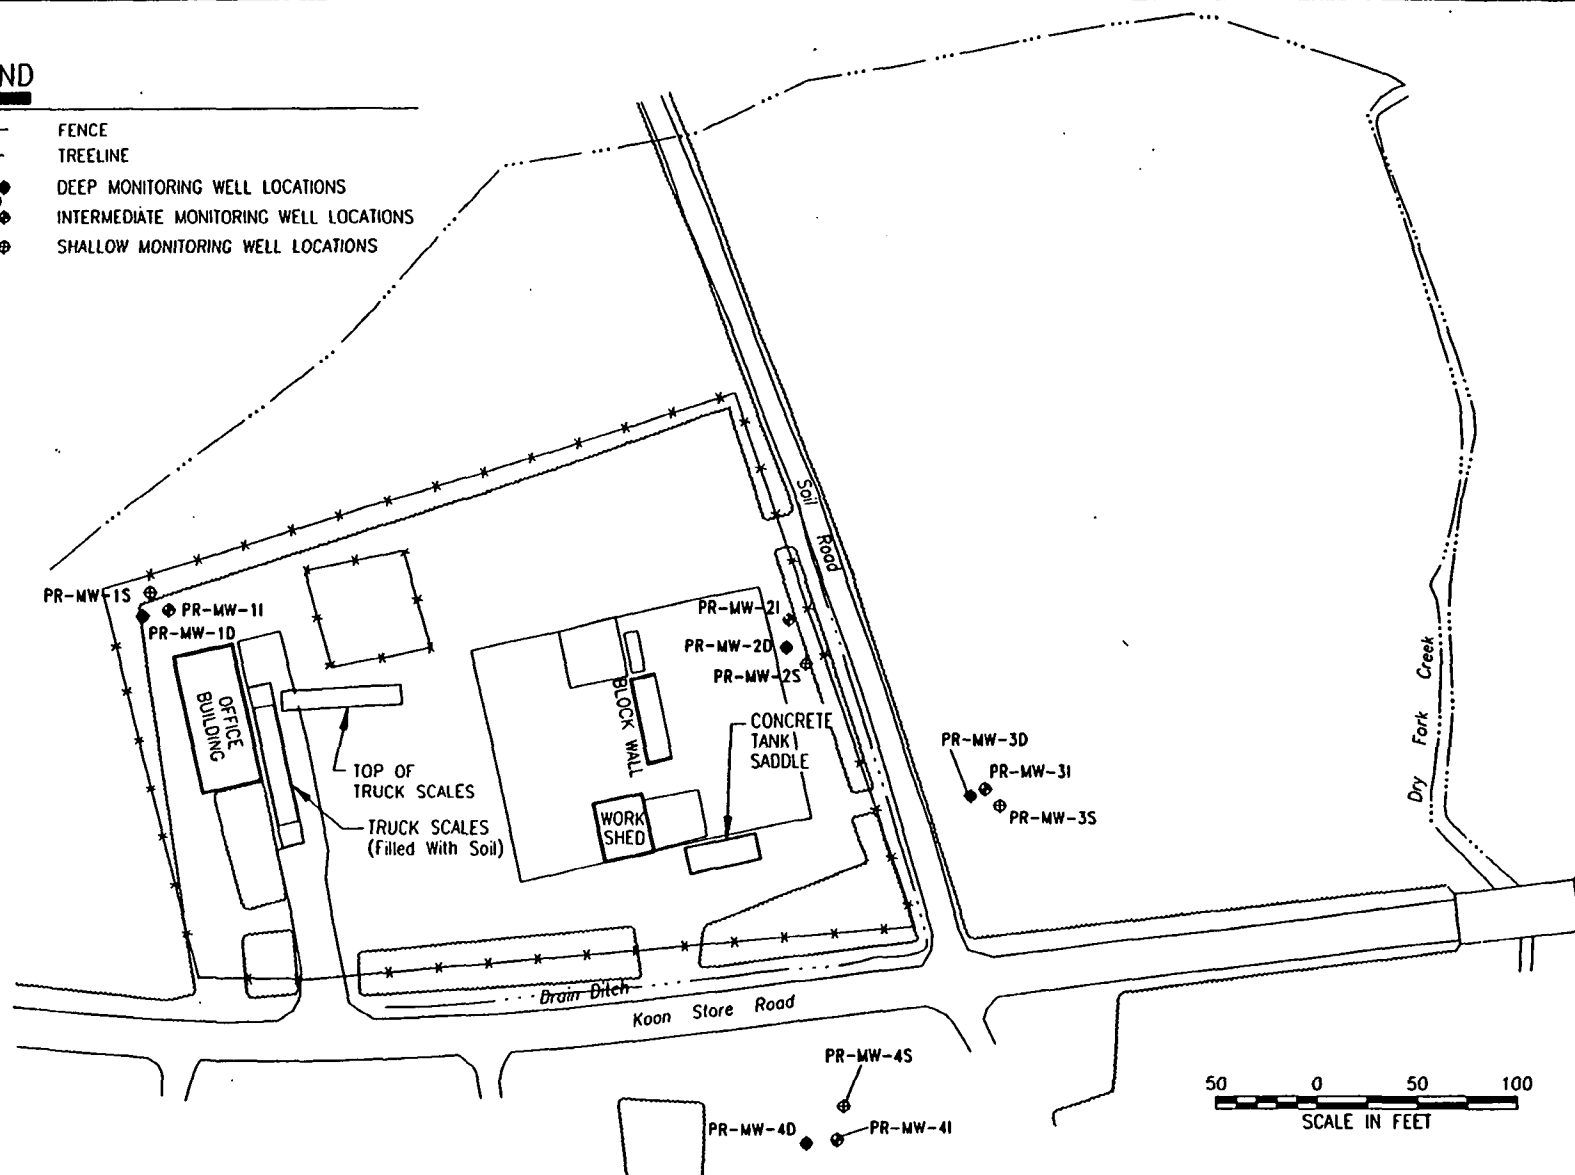 ND
FENCE
TREELINE
DEEP MONITORING WELL LOCATIONS
INTERMEDIATE MONITORING WELL LOCATIONS
SHALLOW MONITORING WELL LOCATIONS
Soil
Road
PR-MW-1S
PR-MW-1I
PR-MW-1D
PR-MW-2I
PR-MW-2D
PR-MW-2S
OFFICE
BUILDING
BLOCK WALL
CONCRETE
TANK
SADDLE
TOP OF
TRUCK SCALES
TRUCK SCALES
(Filled With Soil)
WORK
SHED
PR-MW-3D
PR-MW-3I
PR-MW-3S
Dry Fork Creek
Drain Ditch
Koon Store Road
PR-MW-4S
PR-MW-4D
PR-MW-4I
50 0 50 100
SCALE IN FEET